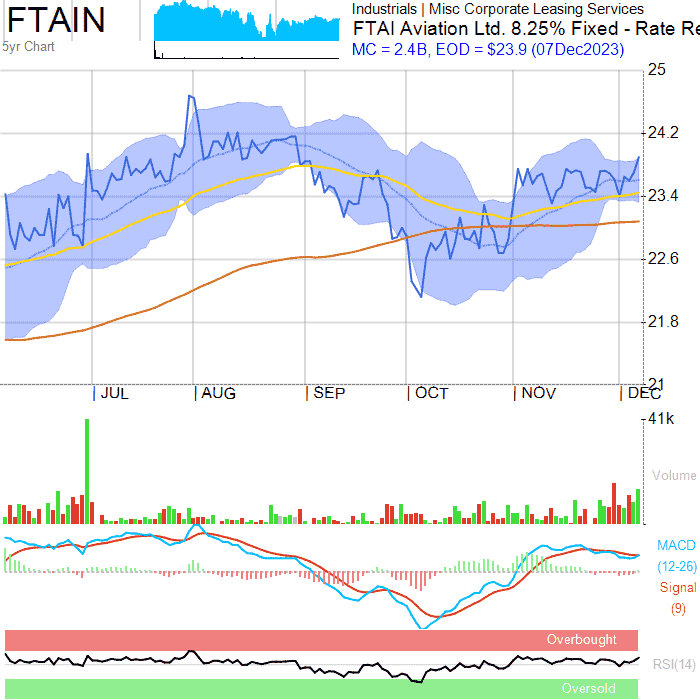 FTAIN
5yr Chart
Industrials | Misc Corporate Leasing Services
FTAI Aviation Ltd. 8.25% Fixed - Rate Re
MC = 2.4B, EOD = $23.9 (07Dec2023)
25
24.2
23.4
22.6
21.8
21
JUL AUG SEP OCT NOV DEC
41k
Volume
MACD
(12-26)
Signal
(9)
Overbought
RSI(14)
Oversold